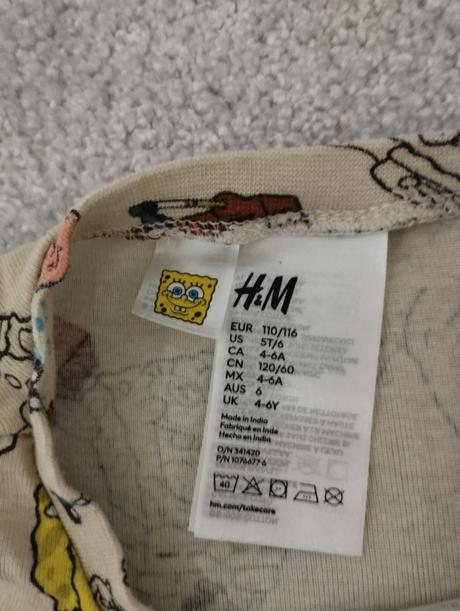 H&M
EUR 110/116
US 5T/6
CA 4-6A
CN 120/60
MX 4-6A
AUS 6
UK 4-6Y
Made in India
Fabriqué en Inde
Hecho en India
O/N 341420
P/N 1076677 6
40
hm.com/takecare